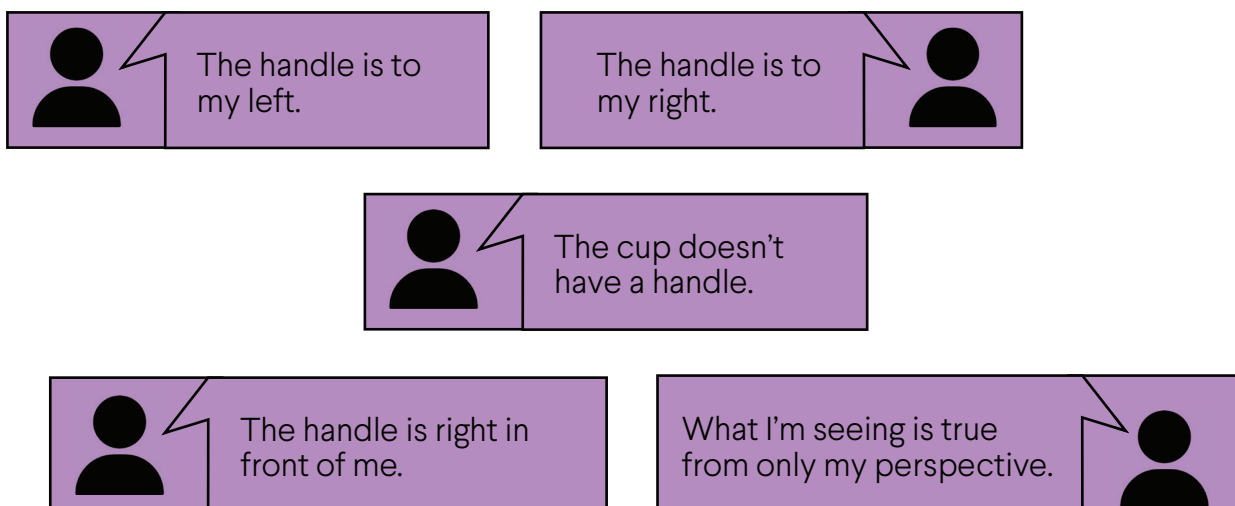 The handle is to
my left.
The handle is to
my right.
The cup doesn’t
have a handle.
The handle is right in
front of me.
What I’m seeing is true
from only my perspective.